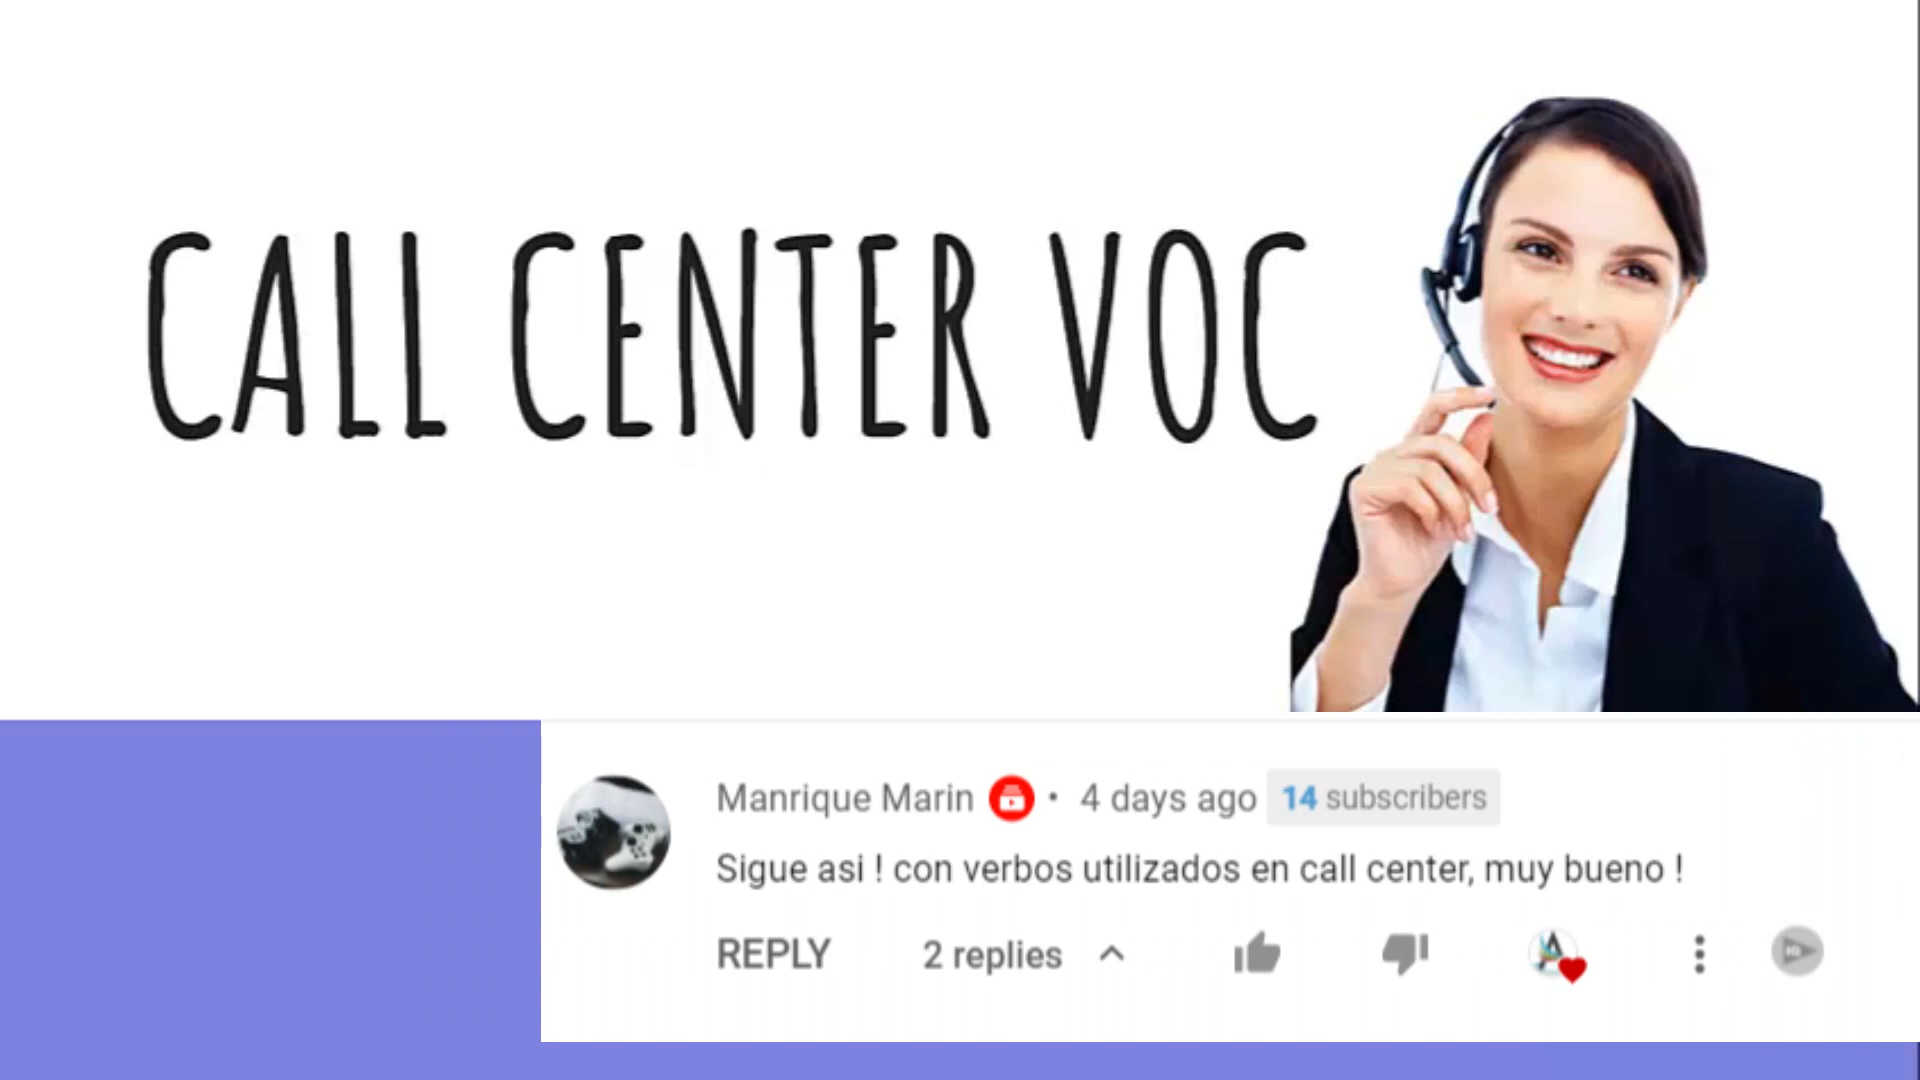 CALL CENTER VOC
Manrique Marin • 4 days ago 14 subscribers
Sigue asi ! con verbos utilizados en call center, muy bueno !
REPLY 2 replies